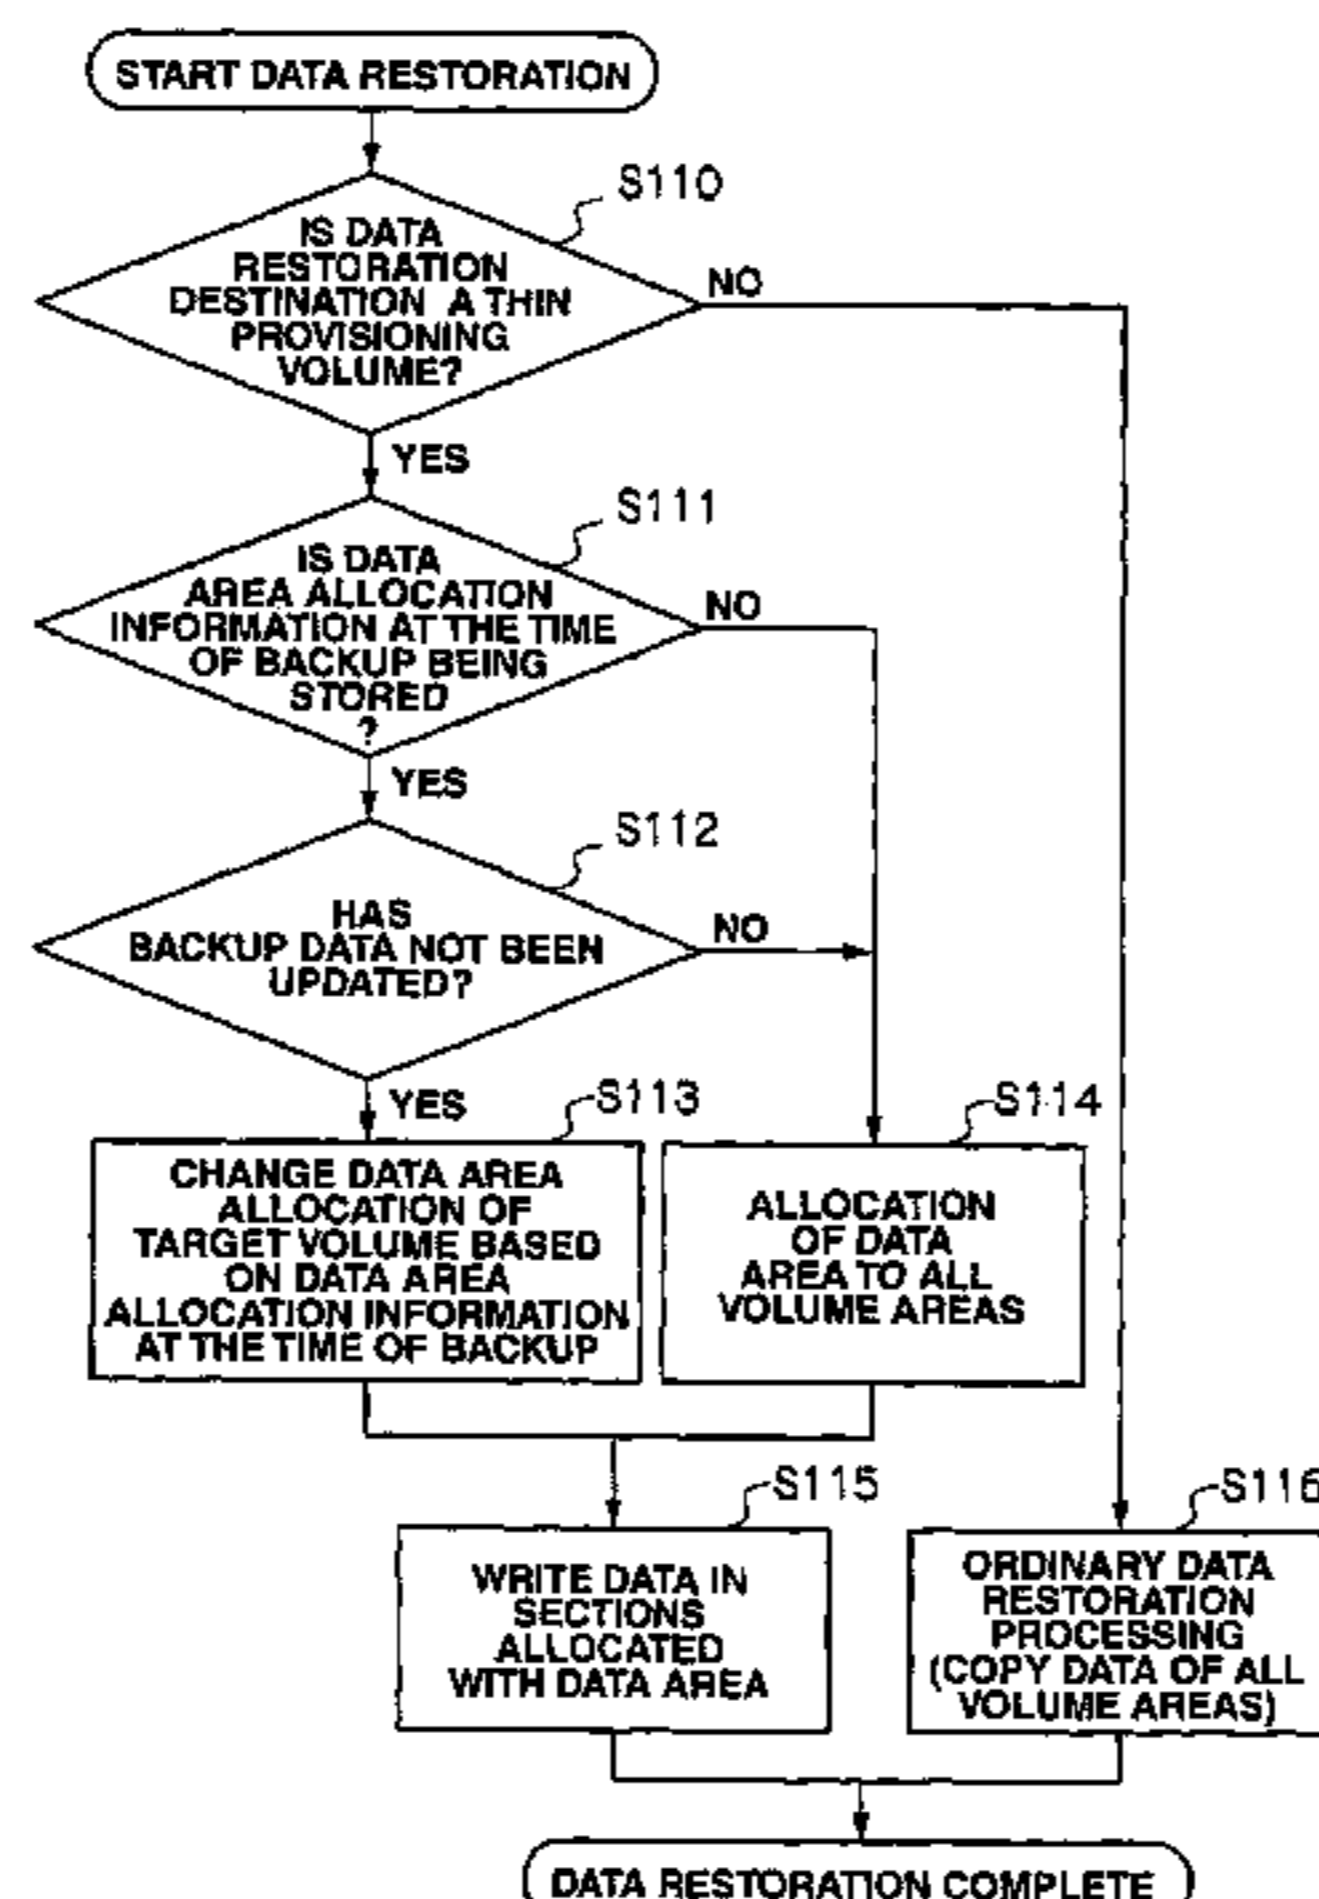 START DATA RESTORATION
S110
IS DATA
RESTORATION
DESTINATION A THIN
PROVISIONING
VOLUME?
NO
YES
S111
IS DATA
AREA ALLOCATION
INFORMATION AT THE TIME
OF BACKUP BEING
STORED
?
NO
YES
S112
HAS
BACKUP DATA NOT BEEN
UPDATED?
NO
YES
S113
CHANGE DATA AREA
ALLOCATION OF
TARGET VOLUME BASED
ON DATA AREA
ALLOCATION INFORMATION
AT THE TIME OF BACKUP
S114
ALLOCATION
OF DATA
AREA TO ALL
VOLUME AREAS
S115
WRITE DATA IN
SECTIONS
ALLOCATED
WITH DATA AREA
S116
ORDINARY DATA
RESTORATION
PROCESSING
(COPY DATA OF ALL
VOLUME AREAS)
DATA RESTORATION COMPLETE